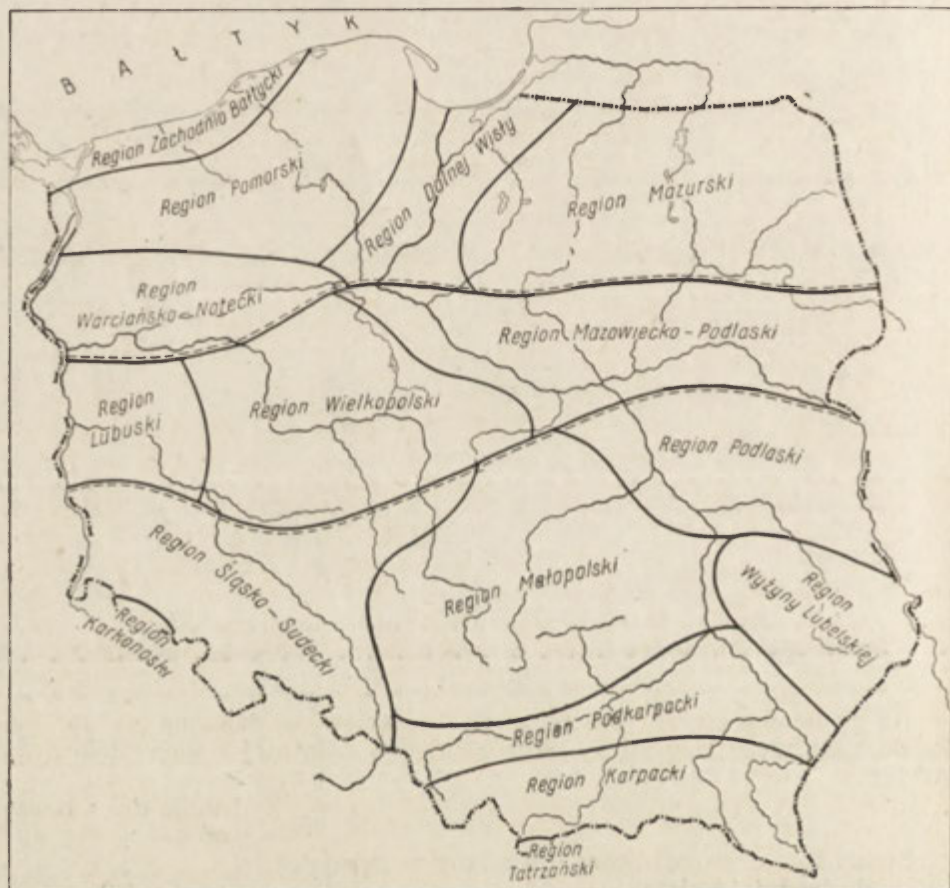 BAŁTYK
Region Zachodnio Bałtycki
Region Pomorski
Region Dolnej Wisły
Region Mazurski
Region
Warciańsko-Notecki
Region Mazowiecko-Podlaski
Region
Lubuski
Region Wielkopolski
Region Podlaski
Region Śląsko-Sudecki
Region Małopolski
Region
Wyżyny Lubelskiej
Region
Karkonoski
Region Podkarpacki
Region Karpacki
Region
Tatrzański